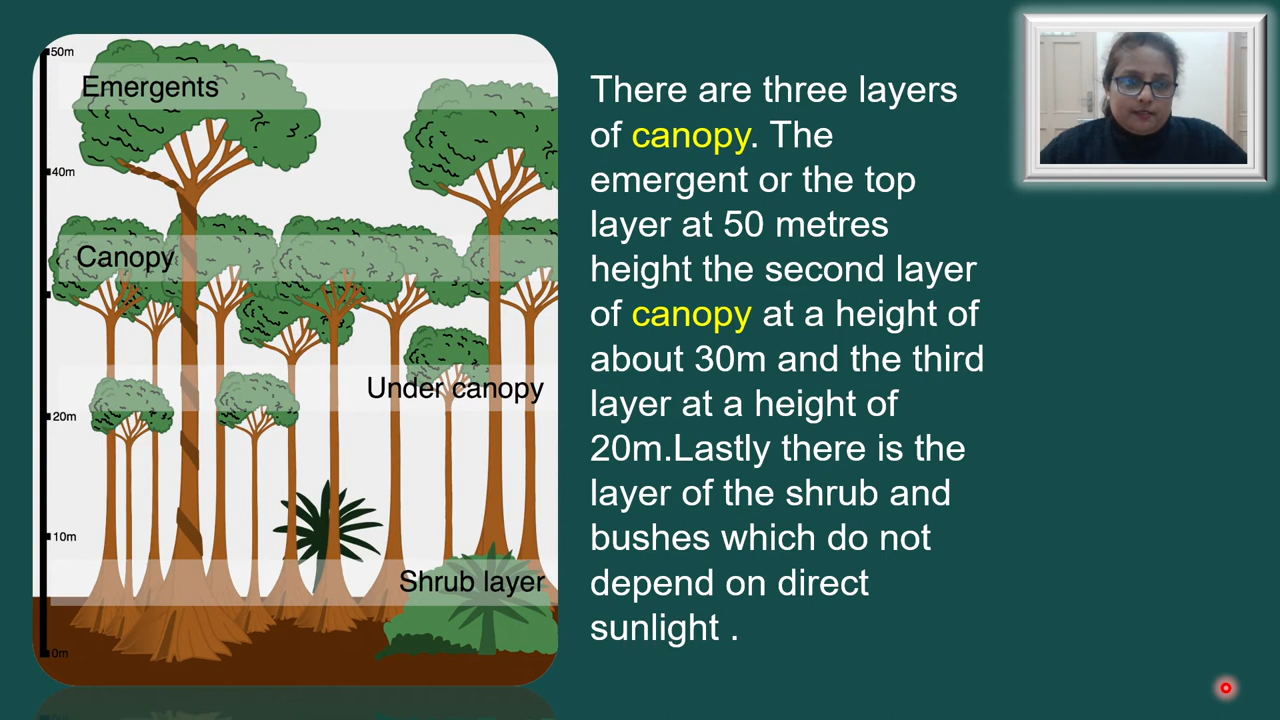 50m
Emergents
40m
Canopy
Under canopy
20m
10m
Shrub layer
0m
There are three layers
of canopy. The
emergent or the top
layer at 50 metres
height the second layer
of canopy at a height of
about 30m and the third
layer at a height of
20m.Lastly there is the
layer of the shrub and
bushes which do not
depend on direct
sunlight .